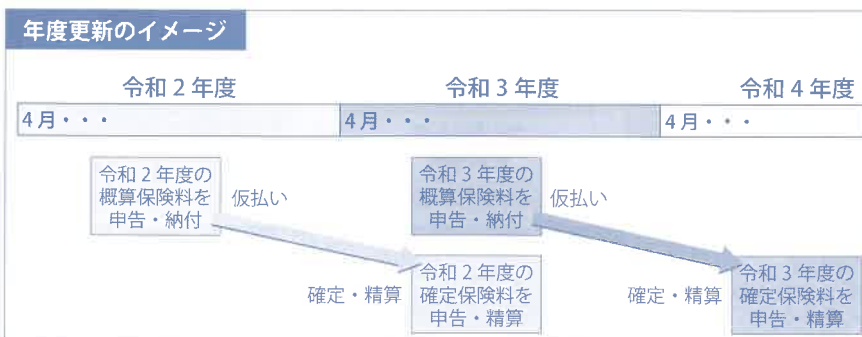 年度更新のイメージ
令和2年度
令和3年度
令和4年度
4月・・・
4月・・・
4月・・・
令和2年度の
概算保険料を
申告・納付
仮払い
令和3年度の
概算保険料を
申告・納付
仮払い
確定・精算
令和2年度の
確定保険料を
申告・精算
確定・精算
令和3年度の
確定保険料を
申告・精算